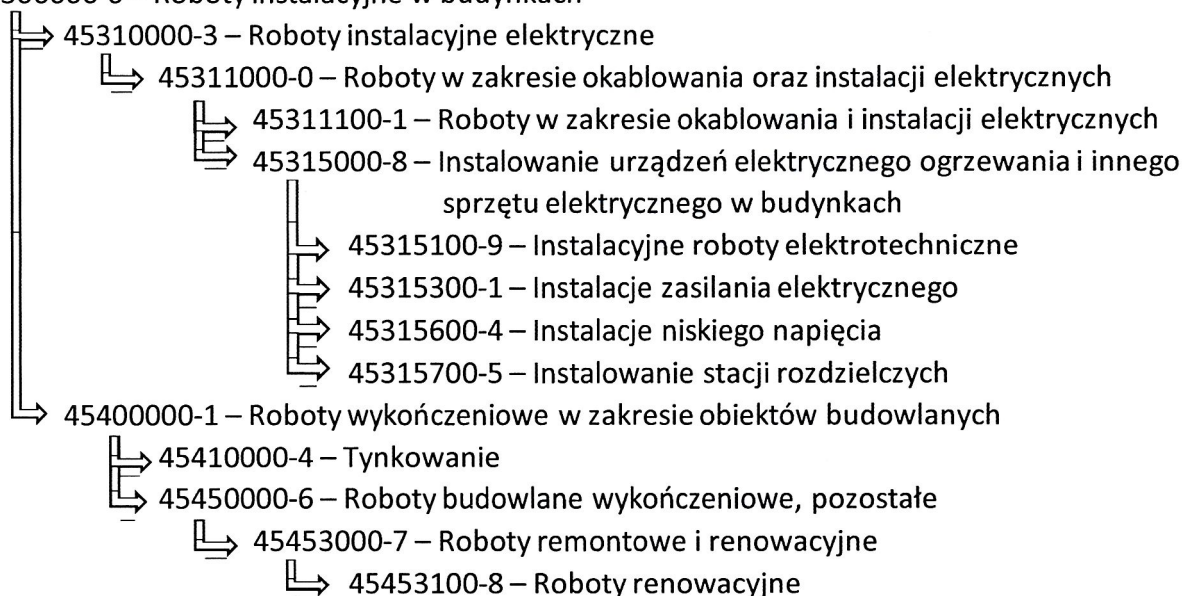 45310000-3 – Roboty instalacyjne elektryczne
45311000-0 – Roboty w zakresie okablowania oraz instalacji elektrycznych
45311100-1 – Roboty w zakresie okablowania i instalacji elektrycznych
45315000-8 – Instalowanie urządzeń elektrycznego ogrzewania i innego
sprzętu elektrycznego w budynkach
45315100-9 – Instalacyjne roboty elektrotechniczne
45315300-1 – Instalacje zasilania elektrycznego
45315600-4 – Instalacje niskiego napięcia
45315700-5 – Instalowanie stacji rozdzielczych
45400000-1 – Roboty wykończeniowe w zakresie obiektów budowlanych
45410000-4 – Tynkowanie
45450000-6 – Roboty budowlane wykończeniowe, pozostałe
45453000-7 – Roboty remontowe i renowacyjne
45453100-8 – Roboty renowacyjne